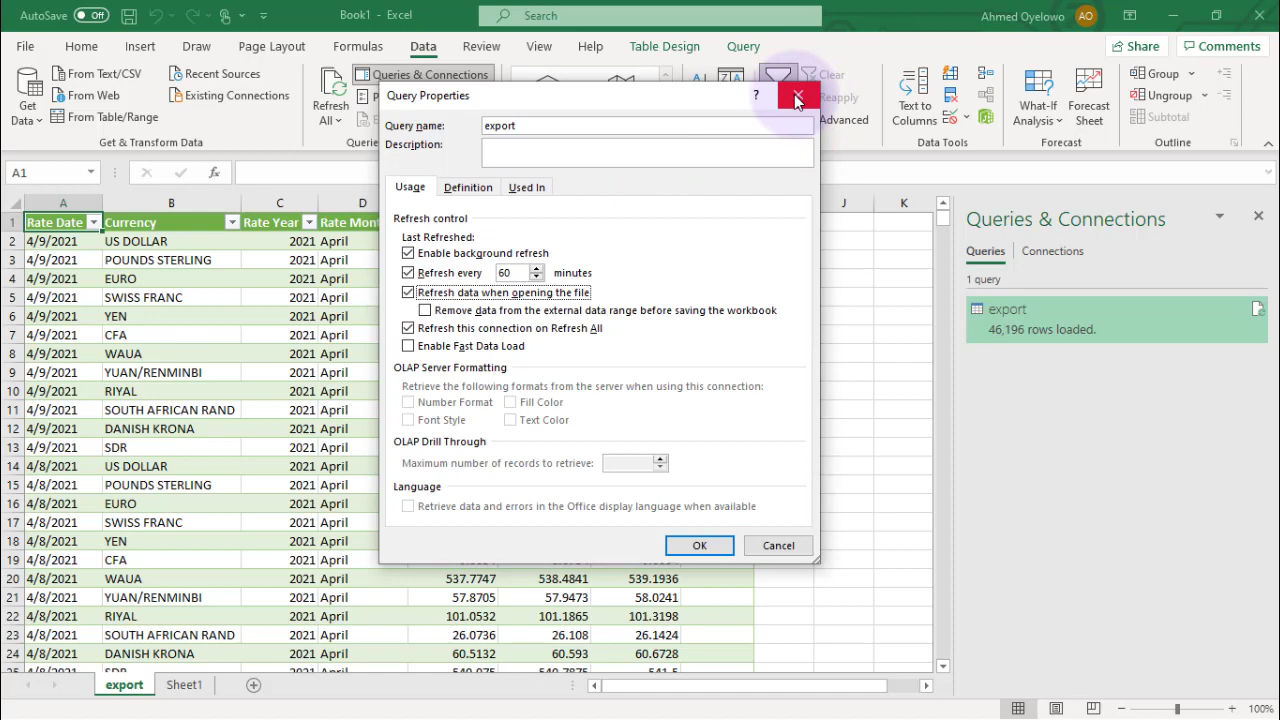 AutoSave Off Book1 - Excel Search Ahmed Oyelowo AO
File Home Insert Draw Page Layout Formulas Data Review View Help Table Design Query Share Comments
Get Data
From Text/CSV
From Web
From Table/Range
Recent Sources
Existing Connections
Get & Transform Data
Refresh All
Queries & Connections
Clear
Reapply
Advanced
Text to Columns
Data Tools
What-If Analysis
Forecast Sheet
Forecast
Group
Ungroup
Outline
A1
fx
A B C D J K
1 Rate Date Currency Rate Year Rate Mont
2 4/9/2021 US DOLLAR 2021 April
3 4/9/2021 POUNDS STERLING 2021 April
4 4/9/2021 EURO 2021 April
5 4/9/2021 SWISS FRANC 2021 April
6 4/9/2021 YEN 2021 April
7 4/9/2021 CFA 2021 April
8 4/9/2021 WAUA 2021 April
9 4/9/2021 YUAN/RENMINBI 2021 April
10 4/9/2021 RIYAL 2021 April
11 4/9/2021 SOUTH AFRICAN RAND 2021 April
12 4/9/2021 DANISH KRONA 2021 April
13 4/9/2021 SDR 2021 April
14 4/8/2021 US DOLLAR 2021 April
15 4/8/2021 POUNDS STERLING 2021 April
16 4/8/2021 EURO 2021 April
17 4/8/2021 SWISS FRANC 2021 April
18 4/8/2021 YEN 2021 April
19 4/8/2021 CFA 2021 April
20 4/8/2021 WAUA 2021 April 537.7747 538.4841 539.1936
21 4/8/2021 YUAN/RENMINBI 2021 April 57.8705 57.9473 58.0241
22 4/8/2021 RIYAL 2021 April 101.0532 101.1865 101.3198
23 4/8/2021 SOUTH AFRICAN RAND 2021 April 26.0736 26.108 26.1424
24 4/8/2021 DANISH KRONA 2021 April 60.5132 60.593 60.6728
Query Properties ?
Query name: export
Description:
Usage Definition Used In
Refresh control
Last Refreshed:
Enable background refresh
Refresh every 60 minutes
Refresh data when opening the file
Remove data from the external data range before saving the workbook
Refresh this connection on Refresh All
Enable Fast Data Load
OLAP Server Formatting
Retrieve the following formats from the server when using this connection:
Number Format Fill Color
Font Style Text Color
OLAP Drill Through
Maximum number of records to retrieve:
Language
Retrieve data and errors in the Office display language when available
OK Cancel
Queries & Connections
Queries Connections
1 query
export
46,196 rows loaded.
export Sheet1
100%